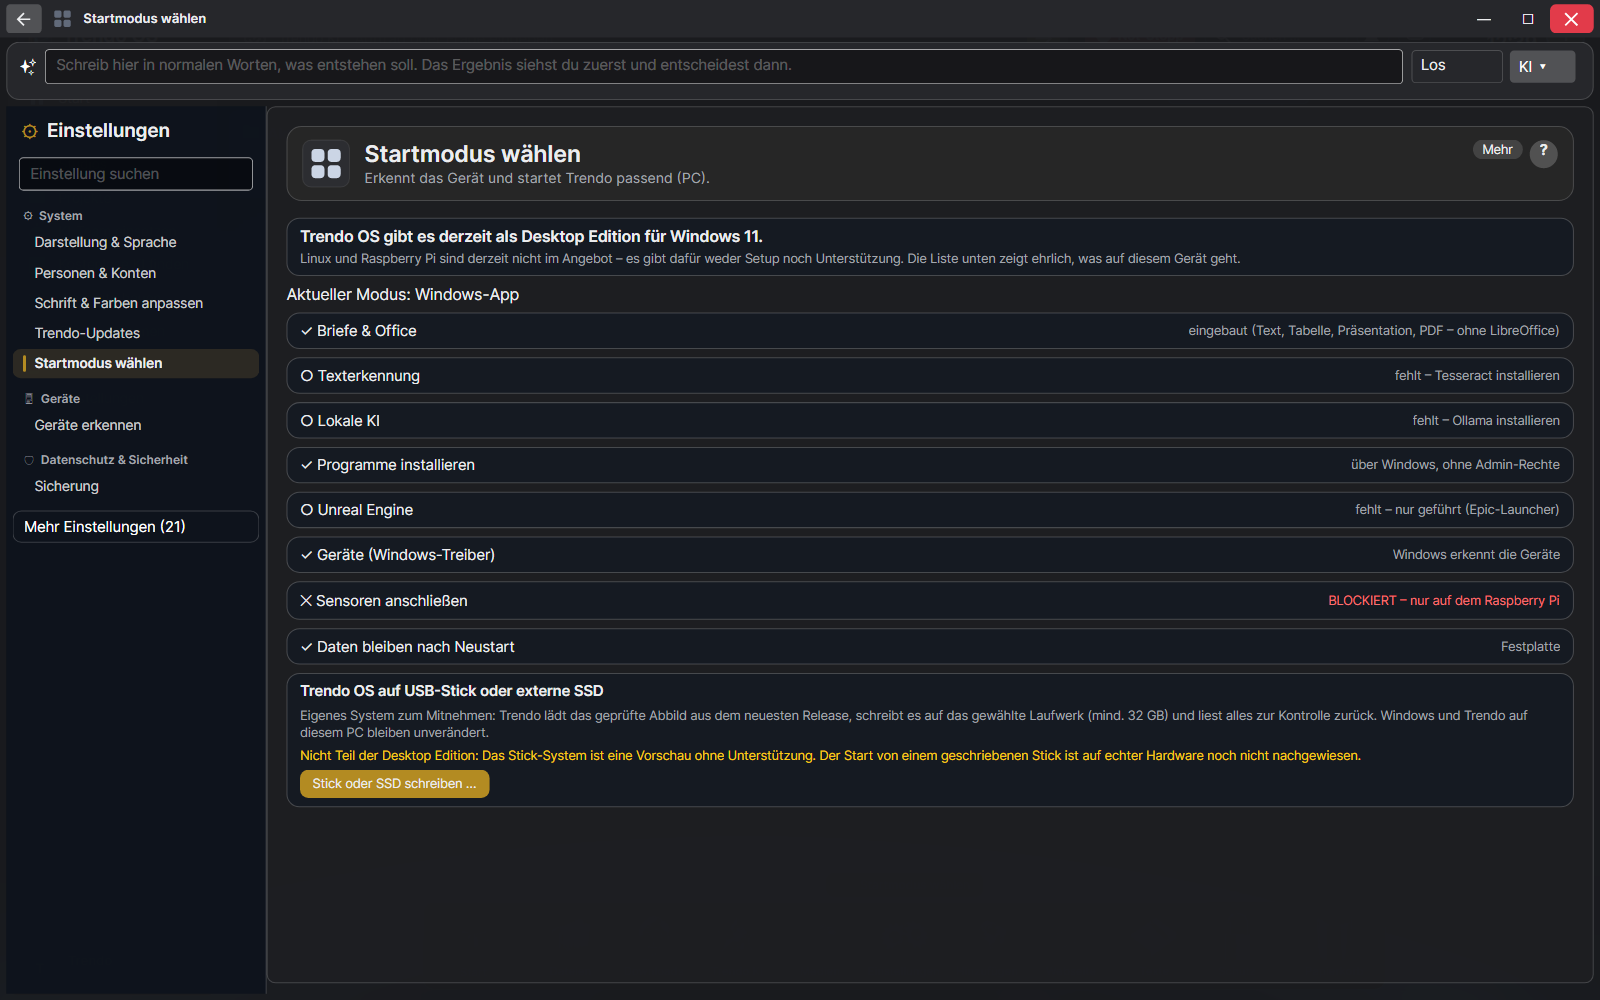 Startmodus wählen
Schreib hier in normalen Worten, was entstehen soll. Das Ergebnis siehst du zuerst und entscheidest dann.
Los
KI
Einstellungen
Einstellung suchen
System
Darstellung & Sprache
Personen & Konten
Schrift & Farben anpassen
Trendo-Updates
Startmodus wählen
Geräte
Geräte erkennen
Datenschutz & Sicherheit
Sicherung
Mehr Einstellungen (21)
Startmodus wählen
Erkennt das Gerät und startet Trendo passend (PC).
Mehr
?
Trendo OS gibt es derzeit als Desktop Edition für Windows 11.
Linux und Raspberry Pi sind derzeit nicht im Angebot – es gibt dafür weder Setup noch Unterstützung. Die Liste unten zeigt ehrlich, was auf diesem Gerät geht.
Aktueller Modus: Windows-App
✓ Briefe & Office eingebaut (Text, Tabelle, Präsentation, PDF – ohne LibreOffice)
Texterkennung fehlt – Tesseract installieren
Lokale KI fehlt – Ollama installieren
✓ Programme installieren über Windows, ohne Admin-Rechte
Unreal Engine fehlt – nur geführt (Epic-Launcher)
✓ Geräte (Windows-Treiber) Windows erkennt die Geräte
Sensoren anschließen BLOCKIERT – nur auf dem Raspberry Pi
✓ Daten bleiben nach Neustart Festplatte
Trendo OS auf USB-Stick oder externe SSD
Eigenes System zum Mitnehmen: Trendo lädt das geprüfte Abbild aus dem neuesten Release, schreibt es auf das gewählte Laufwerk (mind. 32 GB) und liest alles zur Kontrolle zurück. Windows und Trendo auf
diesem PC bleiben unverändert.
Nicht Teil der Desktop Edition: Das Stick-System ist eine Vorschau ohne Unterstützung. Der Start von einem geschriebenen Stick ist auf echter Hardware noch nicht nachgewiesen.
Stick oder SSD schreiben ...